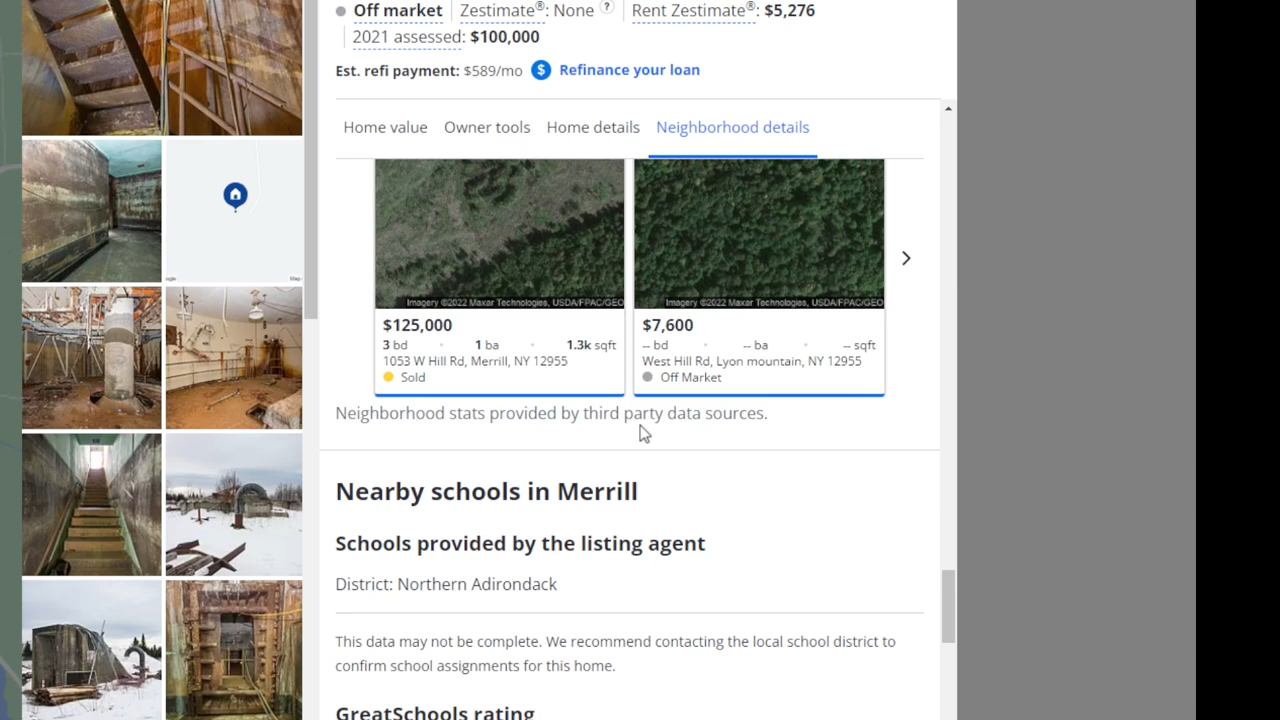 Off market Zestimate®: None ? Rent Zestimate®: $5,276
2021 assessed: $100,000
Est. refi payment: $589/mo $ Refinance your loan
Home value Owner tools Home details Neighborhood details
Imagery ©2022 Maxar Technologies, USDA/FPAC/GEO
Imagery ©2022 Maxar Technologies, USDA/FPAC/GEO
$125,000
3 bd · 1 ba · 1.3k sqft
1053 W Hill Rd, Merrill, NY 12955
Sold
$7,600
-- bd · -- ba · -- sqft
West Hill Rd, Lyon mountain, NY 12955
Off Market
Neighborhood stats provided by third party data sources.
Nearby schools in Merrill
Schools provided by the listing agent
District: Northern Adirondack
This data may not be complete. We recommend contacting the local school district to
confirm school assignments for this home.
GreatSchools rating